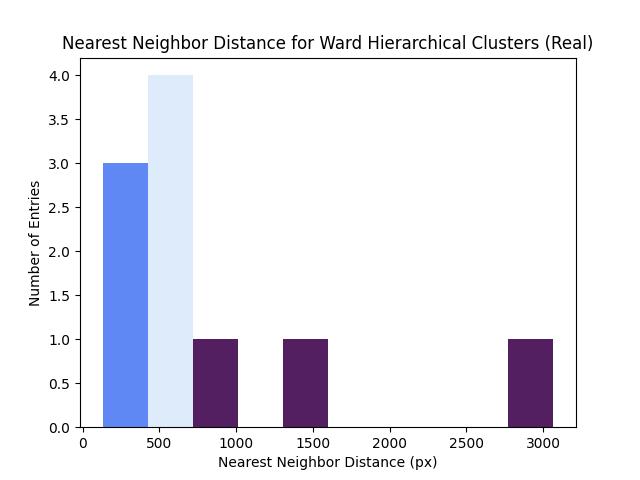 Nearest Neighbor Distance for Ward Hierarchical Clusters (Real)
4.0
3.5
3.0
2.5
2.0
1.5
1.0
0.5
0.0
Number of Entries
0 500 1000 1500 2000 2500 3000
Nearest Neighbor Distance (px)